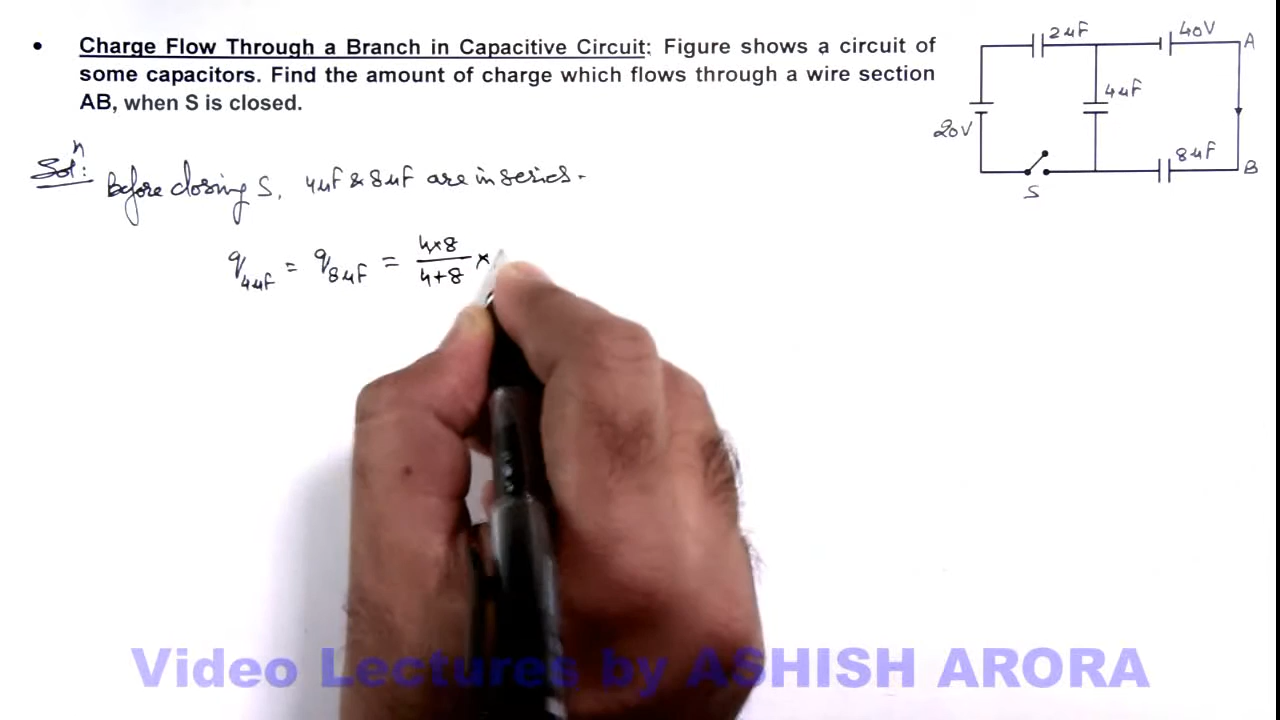 • Charge Flow Through a Branch in Capacitive Circuit: Figure shows a circuit of
some capacitors. Find the amount of charge which flows through a wire section
AB, when S is closed.
2μF
40V
A
4μF
20V
8μF
B
S
Solⁿ: Before closing S, 4μF & 8μF are in series.
q4μF = q8μF = 4×8/4+8 ×
Video Lectures by ASHISH ARORA